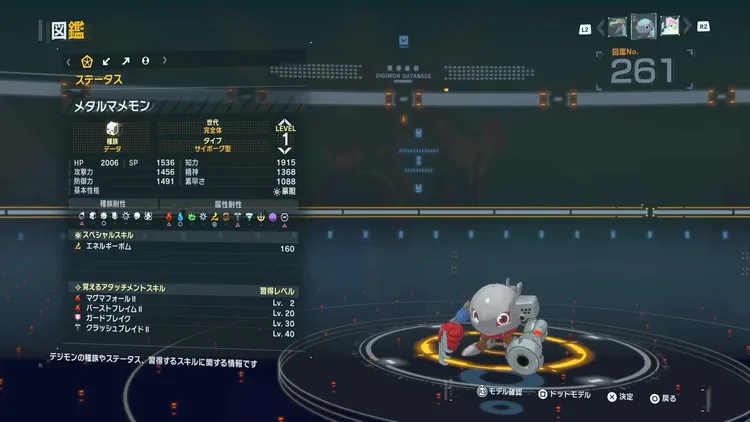 図鑑
L2
R2
図鑑No.
261
ステータス
DIGIMON DATABASE
メタルマメモン
種族
データ
世代
完全体
タイプ
サイボーグ型
LEVEL
1
HP 2006 SP 1536 知力 1915
攻撃力 1456 精神 1368
防御力 1491 素早さ 1088
基本性格 豪胆
種族耐性 属性耐性
スペシャルスキル
エネルギーボム 160
覚えるアタッチメントスキル 習得レベル
マグマフォールⅡ Lv. 2
バーストフレイムⅡ Lv. 20
ガードブレイク Lv. 30
クラッシュブレイドⅡ Lv. 40
デジモンの種族やステータス、習得するスキルに関する情報です
R3 モデル確認 ドットモデル 決定 戻る